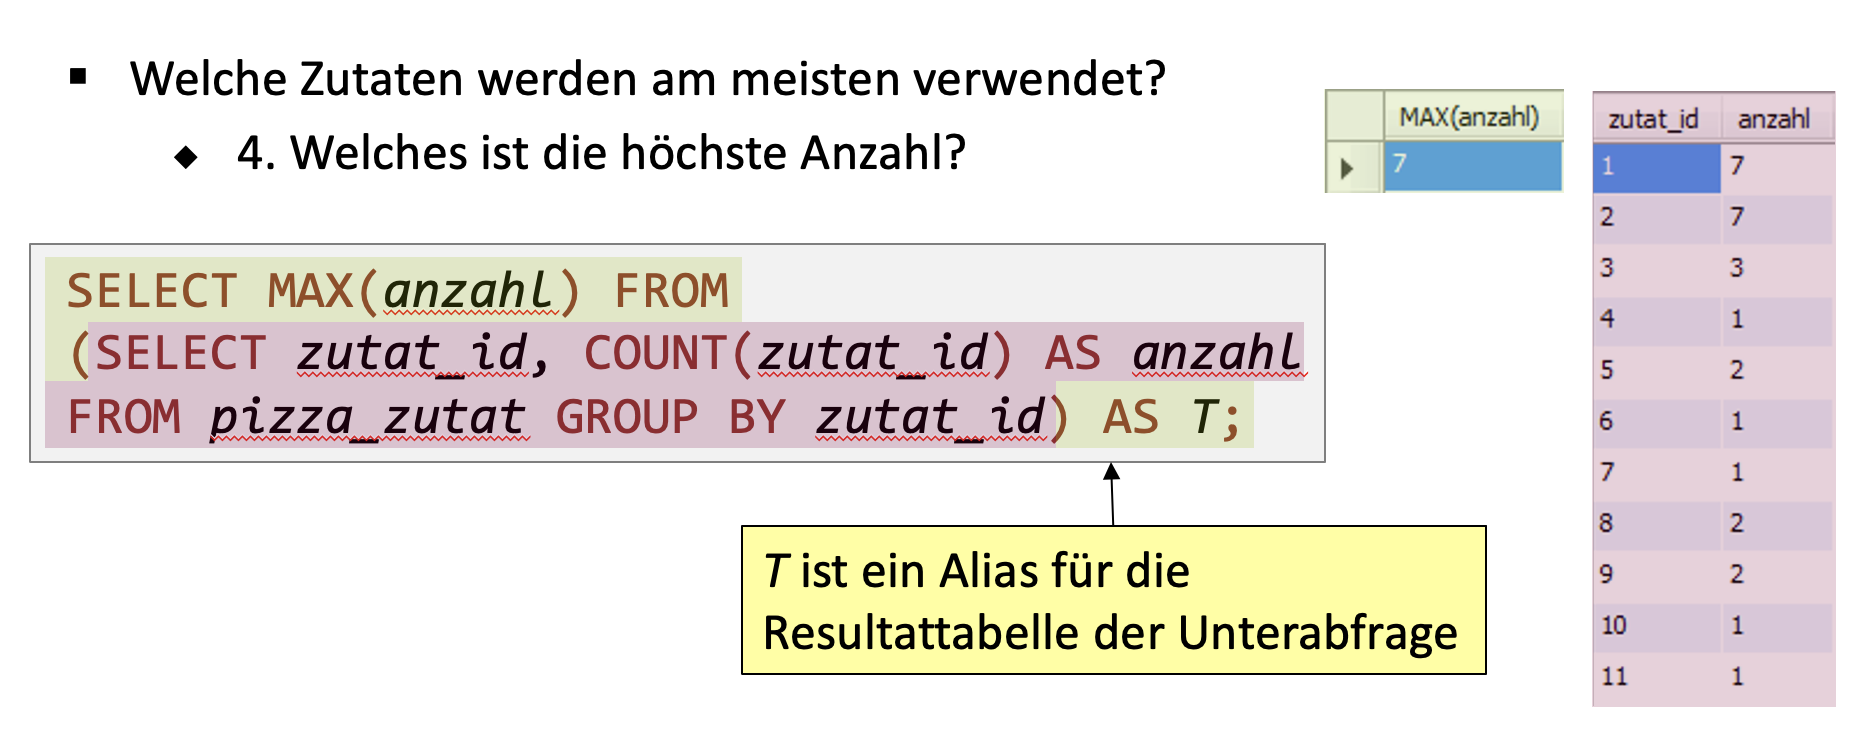 Welche Zutaten werden am meisten verwendet?
4. Welches ist die höchste Anzahl?
SELECT MAX(anzahl) FROM
(SELECT zutat_id, COUNT(zutat_id) AS anzahl
FROM pizza_zutat GROUP BY zutat_id) AS T;
T ist ein Alias für die
Resultattabelle der Unterabfrage
MAX(anzahl)
7
zutat_id anzahl
1 7
2 7
3 3
4 1
5 2
6 1
7 1
8 2
9 2
10 1
11 1